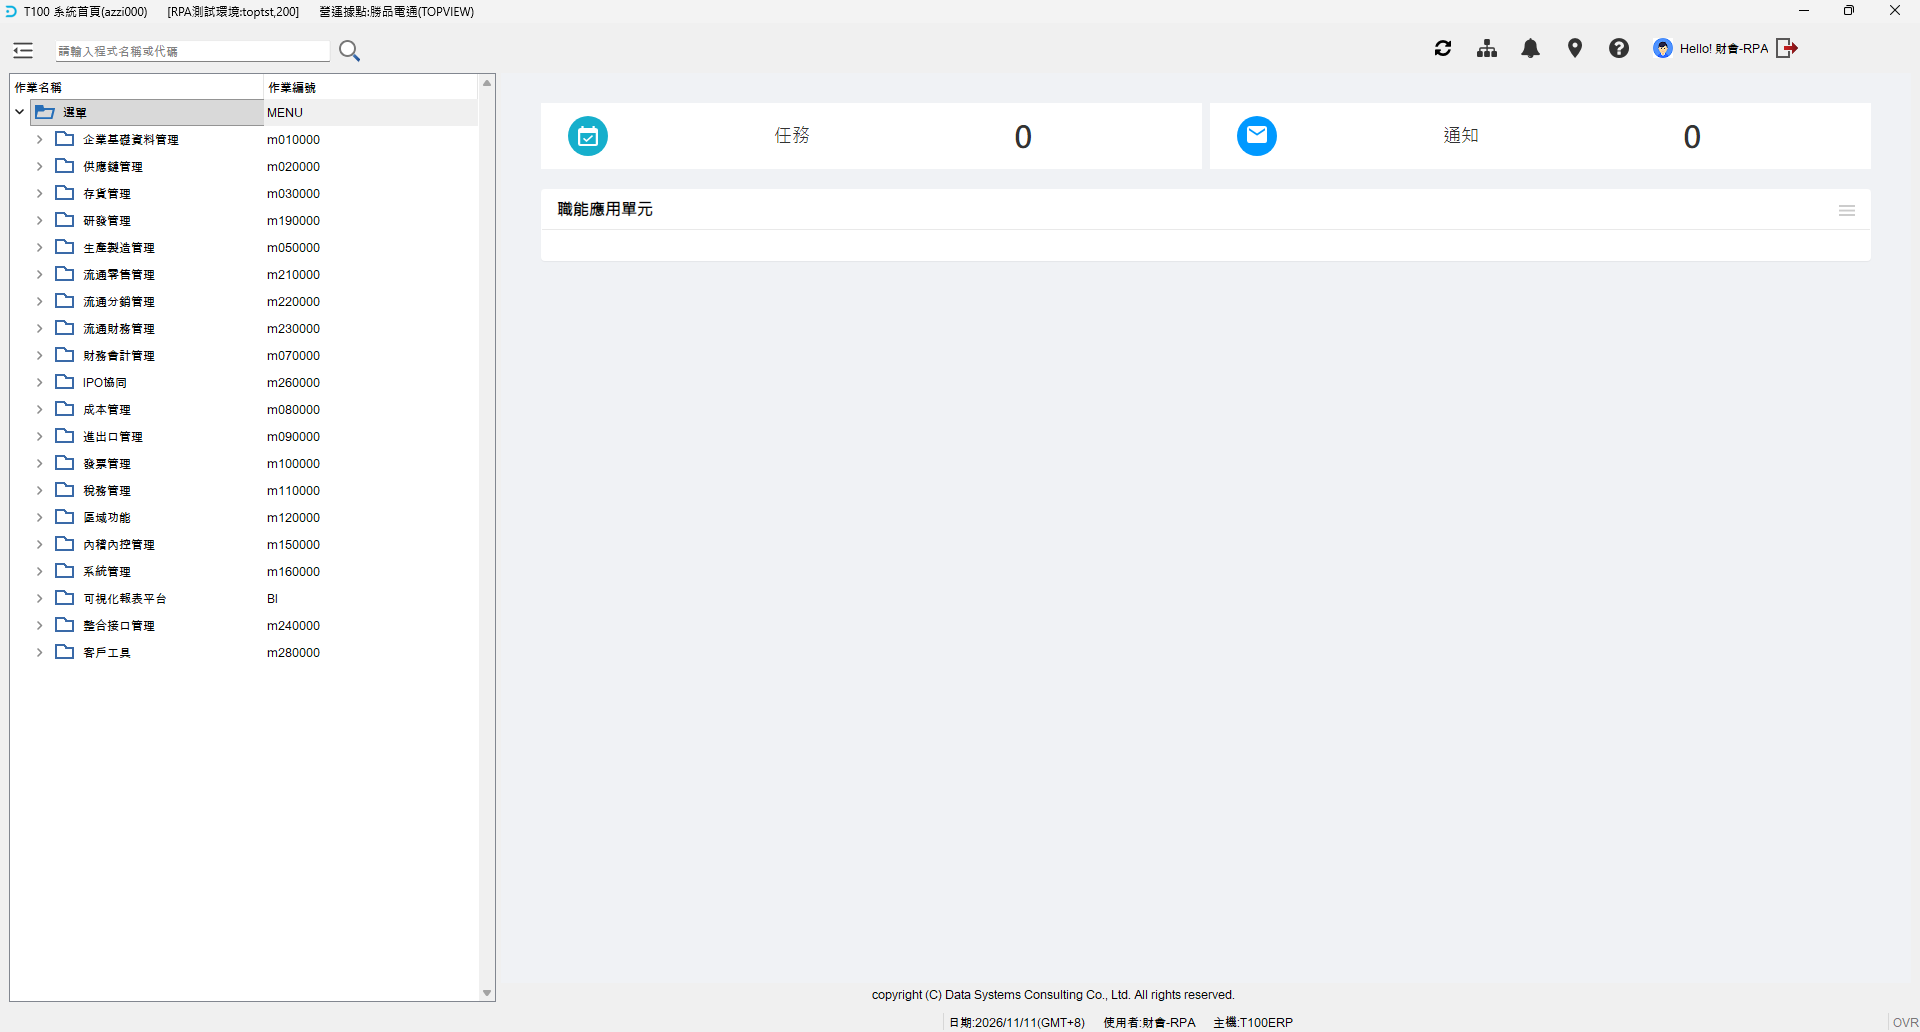 T100 系統首頁(azzi000) [RPA測試環境:toptst,200] 營運據點:勝品電通(TOPVIEW)
請輸入程式名稱或代碼
Hello! 財會-RPA
作業名稱 作業編號
選單 MENU
企業基礎資料管理 m010000
供應鏈管理 m020000
存貨管理 m030000
研發管理 m190000
生產製造管理 m050000
流通零售管理 m210000
流通分銷管理 m220000
流通財務管理 m230000
財務會計管理 m070000
IPO協同 m260000
成本管理 m080000
進出口管理 m090000
發票管理 m100000
稅務管理 m110000
區域功能 m120000
內稽內控管理 m150000
系統管理 m160000
可視化報表平台 BI
整合接口管理 m240000
客戶工具 m280000
任務 0
通知 0
職能應用單元
copyright (C) Data Systems Consulting Co., Ltd. All rights reserved.
日期:2026/11/11(GMT+8) 使用者:財會-RPA 主機:T100ERP
OVR